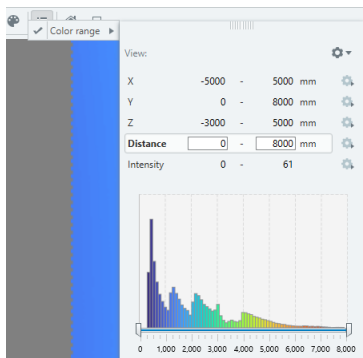 Color range
View:
X -5000 - 5000 mm
Y 0 - 8000 mm
Z -3000 - 5000 mm
Distance 0 - 8000 mm
Intensity 0 - 61
0 1,000 2,000 3,000 4,000 5,000 6,000 7,000 8,000